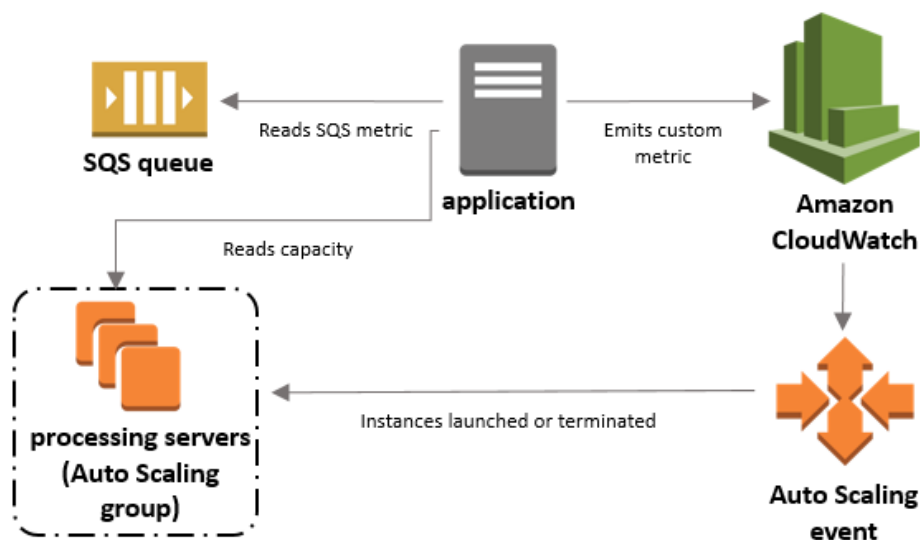 Reads SQS metric
Emits custom
metric
SQS queue
application
Amazon
CloudWatch
Reads capacity
Instances launched or terminated
processing servers
(Auto Scaling
group)
Auto Scaling
event